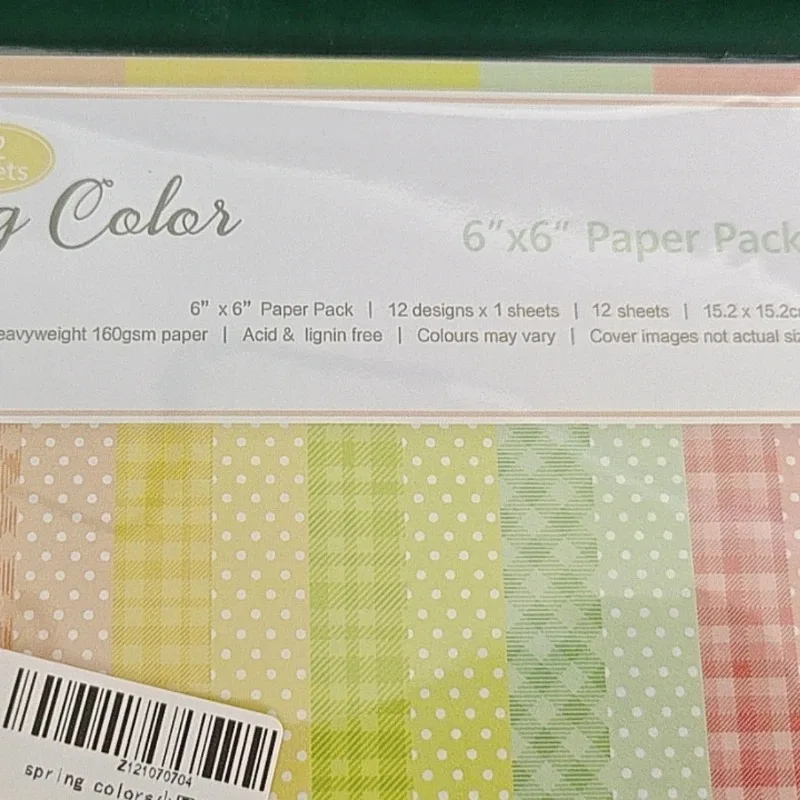 Color
6”x6” Paper Pack
6” x 6” Paper Pack | 12 designs x 1 sheets | 12 sheets | 15.2 x 15.2c
eavyweight 160gsm paper | Acid & lignin free | Colours may vary | Cover images not actual siz
Z121070704
spring colors